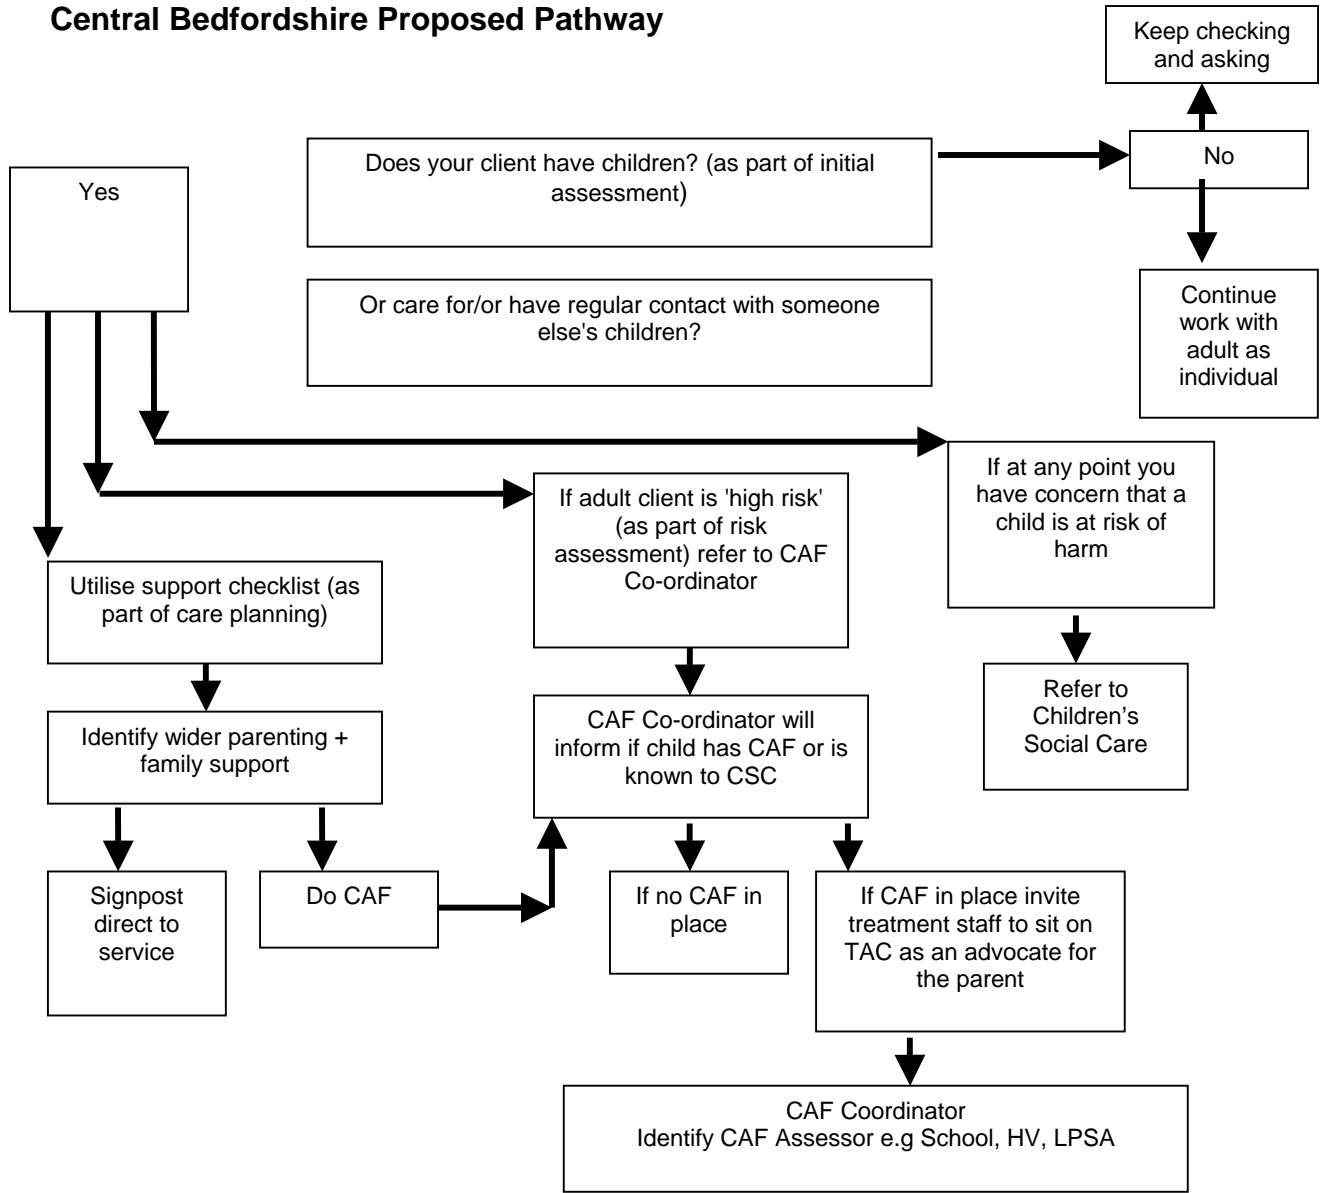 Central Bedfordshire Proposed Pathway
Keep checking
and asking
Does your client have children? (as part of initial
assessment)
No
Yes
Or care for/or have regular contact with someone
else's children?
Continue
work with
adult as
individual
If at any point you
have concern that a
child is at risk of
harm
If adult client is 'high risk'
(as part of risk
assessment) refer to CAF
Co-ordinator
Utilise support checklist (as
part of care planning)
Refer to
Children’s
Social Care
CAF Co-ordinator will
inform if child has CAF or is
known to CSC
Identify wider parenting +
family support
Signpost
direct to
service
Do CAF
If no CAF in
place
If CAF in place invite
treatment staff to sit on
TAC as an advocate for
the parent
CAF Coordinator
Identify CAF Assessor e.g School, HV, LPSA